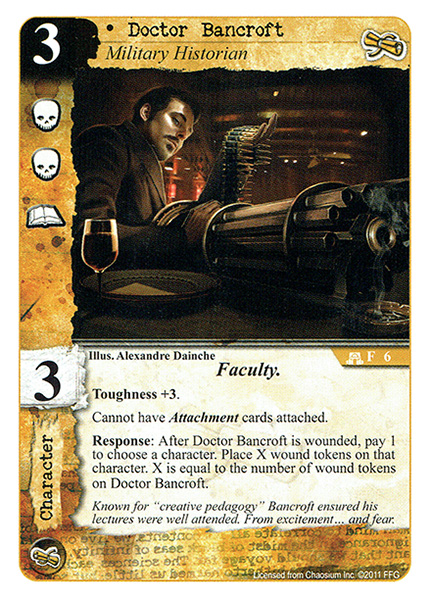 3
• Doctor Bancroft
Military Historian
Illus. Alexandre Dainche
F 6
3
Faculty.
Toughness +3.
Cannot have Attachment cards attached.
Response: After Doctor Bancroft is wounded, pay 1
to choose a character. Place X wound tokens on
that character. X is equal to the number of wound tokens
on Doctor Bancroft.
Known for “creative pedagogy” Bancroft ensured his
lectures were well attended. From excitement… and fear.
Character
Licensed from Chaosium Inc. ©2011 FFG